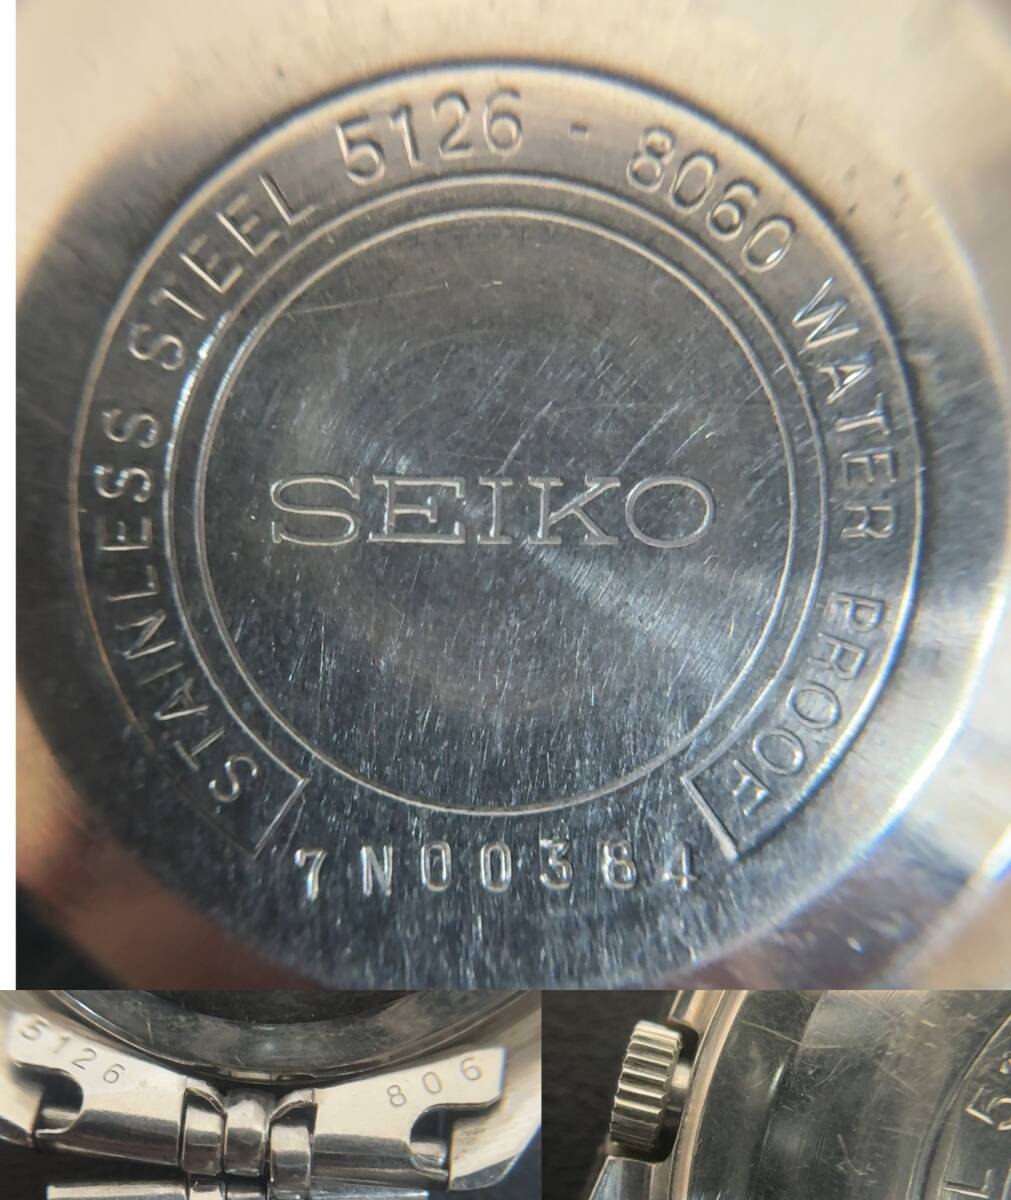 STAINLESS STEEL 5126 - 8060 WATER PROOF
SEIKO
7N00384
5126 806